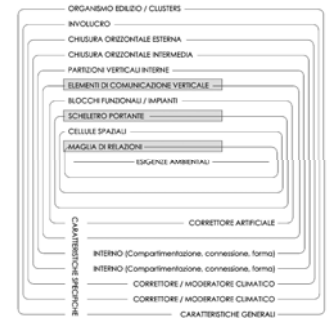 ORGANISMO EDILIZIO / CLUSTERS
INVOLUCRO
CHIUSURA ORIZZONTALE ESTERNA
CHIUSURA ORIZZONTALE INTERMEDIA
PARTIZIONI VERTICALI INTERNE
ELEMENTI DI COMUNICAZIONE VERTICALE
BLOCCHI FUNZIONALI / IMPIANTI
SCHELETRO PORTANTE
CELLULE SPAZIALI
MAGLIA DI RELAZIONI
ESIGENZE AMBIENTALI
CARATTERISTICHE SPECIFICHE
CORRETTORE ARTIFICIALE
INTERNO (Compartimentazione, connessione, forma)
INTERNO (Compartimentazione, connessione, forma)
CORRETTORE / MODERATORE CLIMATICO
CORRETTORE / MODERATORE CLIMATICO
CARATTERISTICHE GENERALI